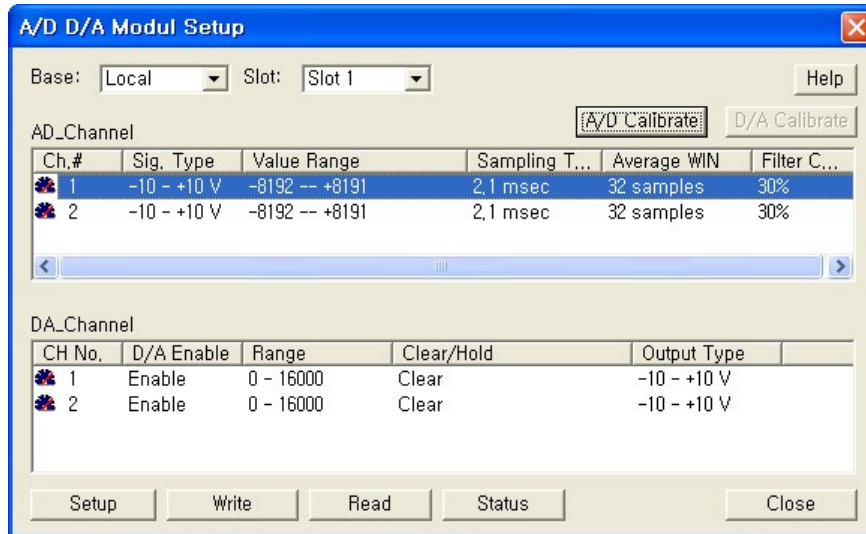 A/D D/A Modul Setup
Base: Local Slot: Slot 1 Help
A/D Calibrate D/A Calibrate
AD_Channel
Ch,# Sig, Type Value Range Sampling T... Average WIN Filter C...
1 -10 - +10 V -8192 -- +8191 2,1 msec 32 samples 30%
2 -10 - +10 V -8192 -- +8191 2,1 msec 32 samples 30%
DA_Channel
CH No, D/A Enable Range Clear/Hold Output Type
1 Enable 0 - 16000 Clear -10 - +10 V
2 Enable 0 - 16000 Clear -10 - +10 V
Setup Write Read Status Close